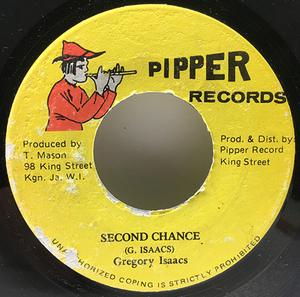 PIPPER
RECORDS
Produced by
T. Mason
98 King Street
Kgn. Ja. W.I.
Prod. & Dist. by
Pipper Record
King Street
SECOND CHANCE
(G. ISAACS)
Gregory Isaacs
UNAUTHORIZED COPING IS STRICTLY PROHIBITED